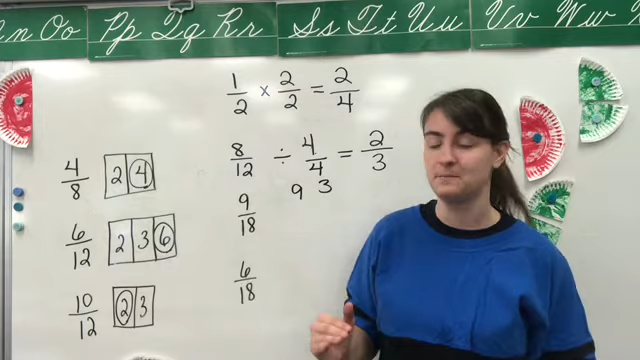 n Oo Pp Qq Rr Ss Tt Uu Vv Ww
1/2 x 2/2 = 2/4
8/12 ÷ 4/4 = 2/3
9 3
4/8 2 4
9/18
6/12 2 3 6
6/18
10/12 2 3